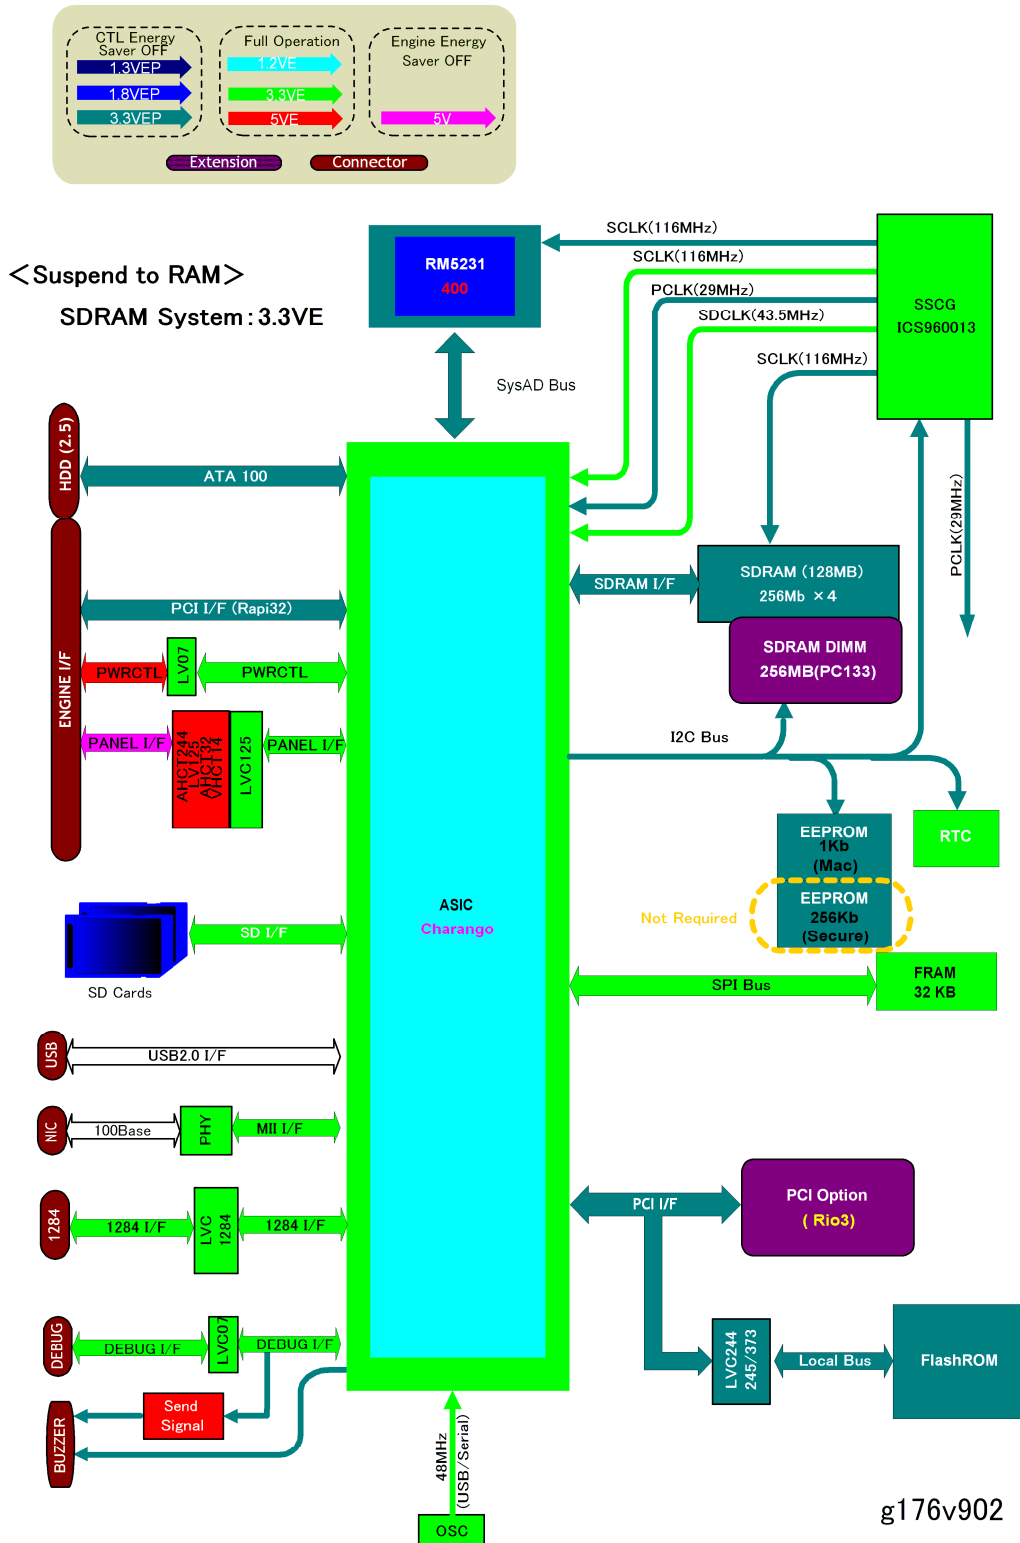 CTL Energy
Saver OFF
1.3VEP
1.8VEP
3.3VEP
Full Operation
1.2VE
3.3VE
5VE
Engine Energy
Saver OFF
5V
Extension
Connector
<Suspend to RAM>
SDRAM System:3.3VE
RM5231
400
SCLK(116MHz)
SCLK(116MHz)
PCLK(29MHz)
SDCLK(43.5MHz)
SCLK(116MHz)
SSCG
ICS960013
PCLK(29MHz)
SysAD Bus
HDD (2.5)
ATA 100
ENGINE I/F
PCI I/F (Rapi32)
PWRCTL
LV07
PWRCTL
PANEL I/F
AHC1244
LV125
AHCT32
VHCT14
LVC125
PANEL I/F
SDRAM I/F
SDRAM (128MB)
256Mb ×4
SDRAM DIMM
256MB(PC133)
I2C Bus
EEPROM
1Kb
(Mac)
RTC
EEPROM
256Kb
(Secure)
Not Required
ASIC
Charango
SD I/F
SD Cards
SPI Bus
FRAM
32 KB
USB
USB2.0 I/F
NIC
100Base
PHY
MII I/F
1284
1284 I/F
LVC
1284
1284 I/F
PCI I/F
PCI Option
( Rio3)
DEBUG
DEBUG I/F
LVC07
DEBUG I/F
LVC244
245/373
Local Bus
FlashROM
Send
Signal
BUZZER
48MHz
(USB/Serial)
OSC
g176v902